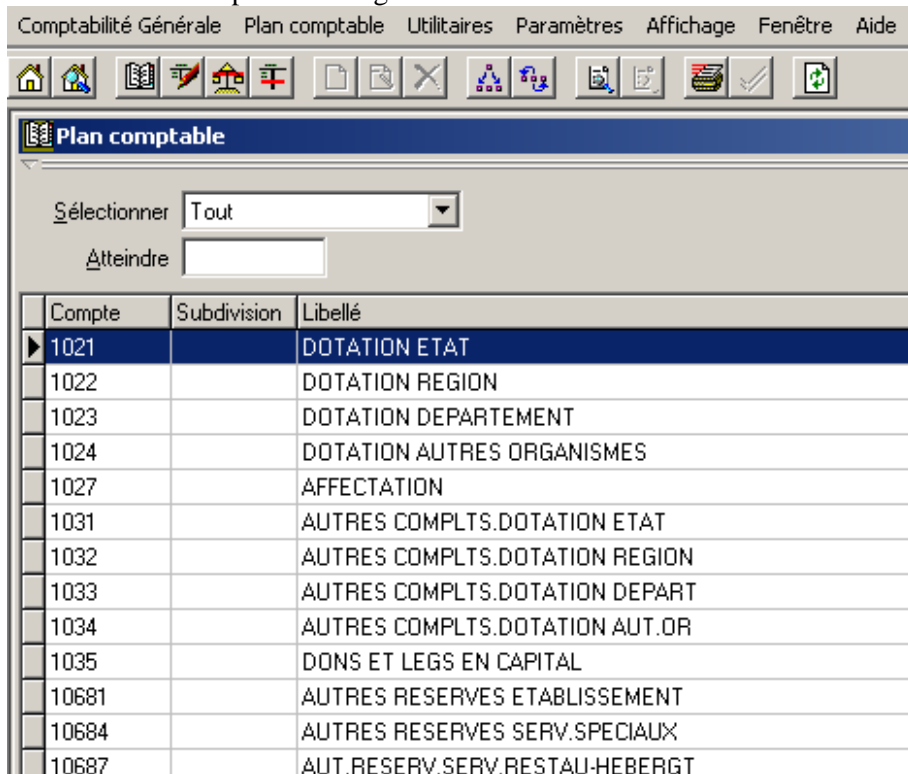 Comptabilité Générale Plan comptable Utilitaires Paramètres Affichage Fenêtre Aide
Plan comptable
Sélectionner Tout
Atteindre
Compte Subdivision Libellé
1021 DOTATION ETAT
1022 DOTATION REGION
1023 DOTATION DEPARTEMENT
1024 DOTATION AUTRES ORGANISMES
1027 AFFECTATION
1031 AUTRES COMPLTS.DOTATION ETAT
1032 AUTRES COMPLTS.DOTATION REGION
1033 AUTRES COMPLTS.DOTATION DEPART
1034 AUTRES COMPLTS.DOTATION AUT.OR
1035 DONS ET LEGS EN CAPITAL
10681 AUTRES RESERVES ETABLISSEMENT
10684 AUTRES RESERVES SERV.SPECIAUX
10687 AUT.RESERV.SERV.RESTAU-HEBERGT